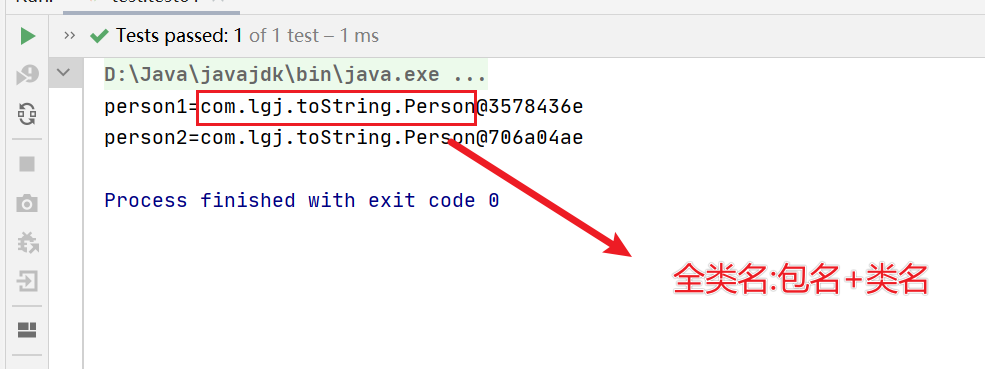 Tests passed: 1 of 1 test – 1 ms
D:\Java\javajdk\bin\java.exe ...
person1=com.lgj.toString.Person@3578436e
person2=com.lgj.toString.Person@706a04ae
Process finished with exit code 0
全类名:包名+类名